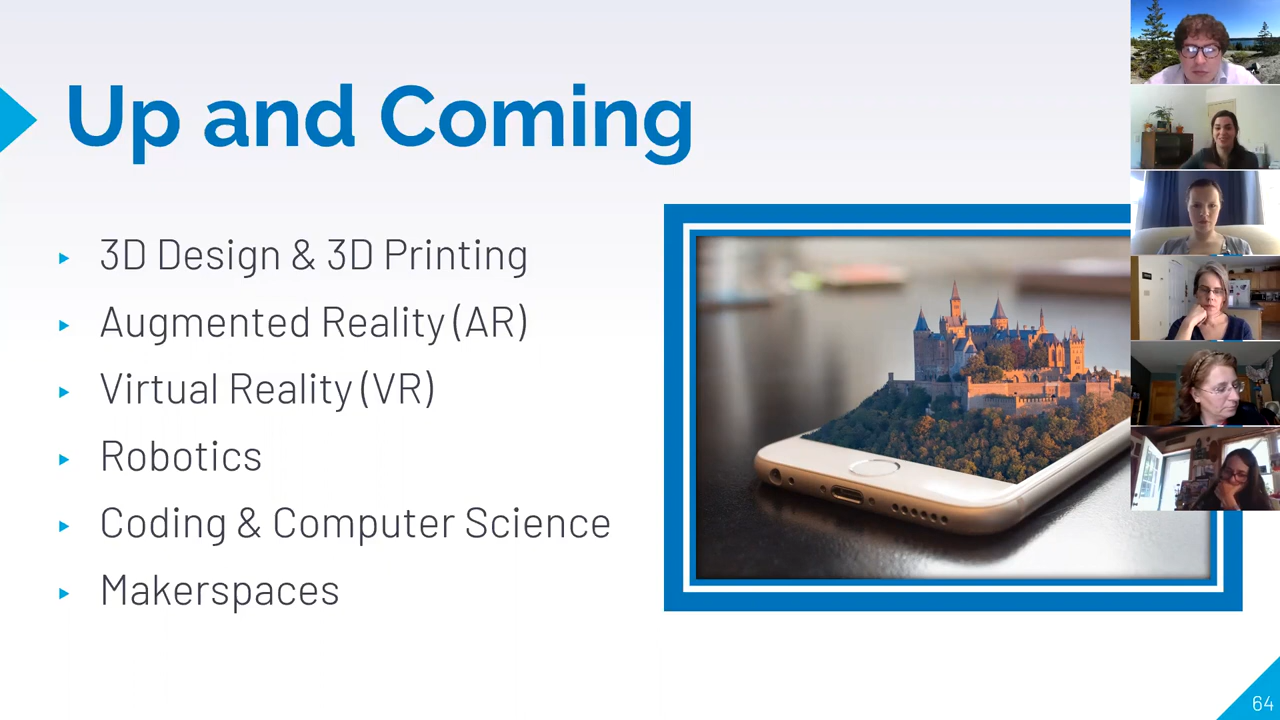 Up and Coming
3D Design & 3D Printing
Augmented Reality (AR)
Virtual Reality (VR)
Robotics
Coding & Computer Science
Makerspaces
64